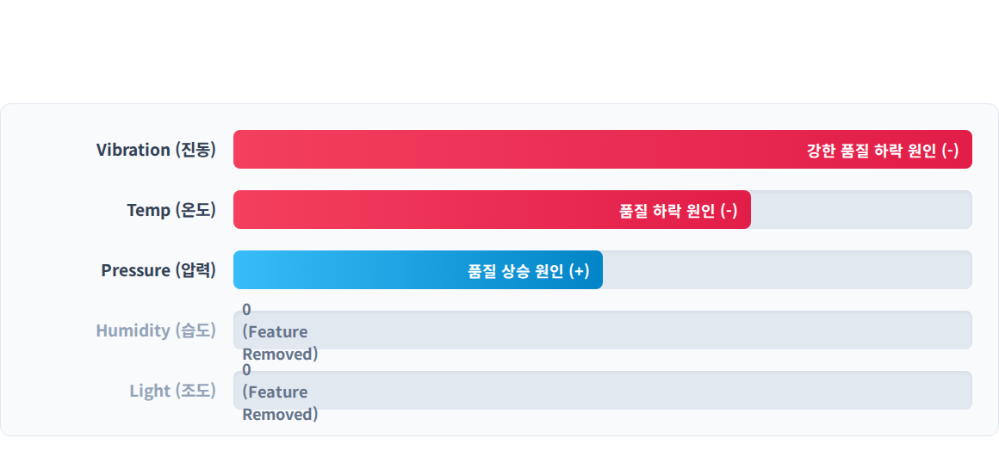 Vibration (진동)
강한 품질 하락 원인 (-)
Temp (온도)
품질 하락 원인 (-)
Pressure (압력)
품질 상승 원인 (+)
Humidity (습도)
0
(Feature
Removed)
Light (조도)
0
(Feature
Removed)